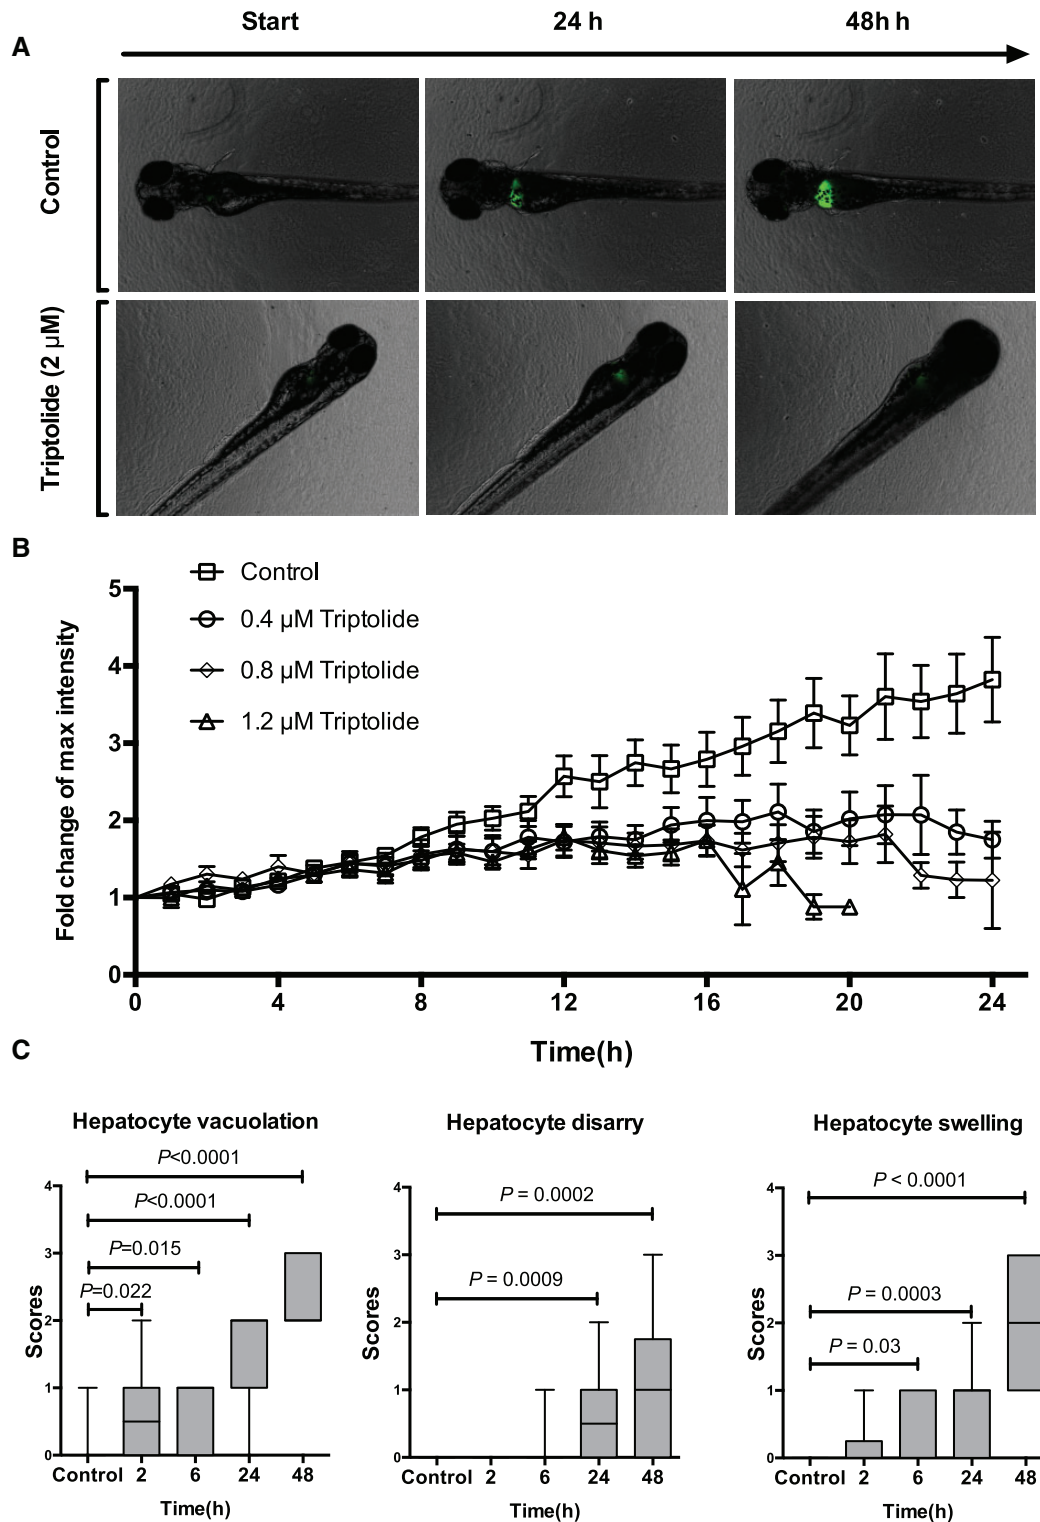 Start 24 h 48h h
A
Control
Triptolide (2 µM)
B
Control
0.4 µM Triptolide
0.8 µM Triptolide
1.2 µM Triptolide
Fold change of max intensity
5
4
3
2
1
0
0 4 8 12 16 20 24
Time(h)
C
Hepatocyte vacuolation
P<0.0001
P<0.0001
P=0.015
P=0.022
Scores
4
3
2
1
0
Control 2 6 24 48
Time(h)
Hepatocyte disarry
P = 0.0002
P = 0.0009
Scores
4
3
2
1
0
Control 2 6 24 48
Time(h)
Hepatocyte swelling
P < 0.0001
P = 0.0003
P = 0.03
Scores
4
3
2
1
0
Control 2 6 24 48
Time(h)